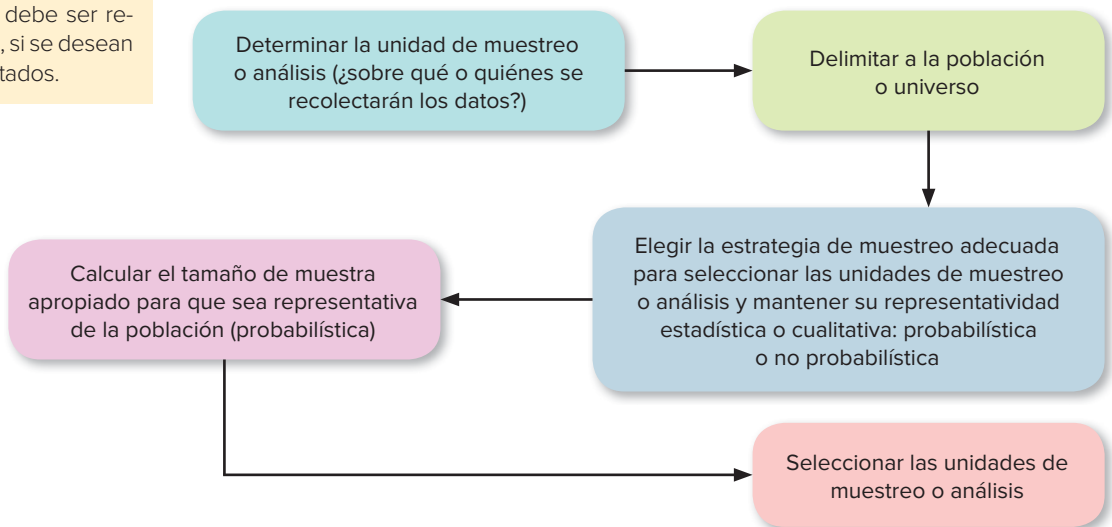 debe ser re-
, si se desean
tados.
Determinar la unidad de muestreo
o análisis (¿sobre qué o quiénes se
recolectarán los datos?)
Delimitar a la población
o universo
Elegir la estrategia de muestreo adecuada
para seleccionar las unidades de muestreo
o análisis y mantener su representatividad
estadística o cualitativa: probabilística
o no probabilística
Calcular el tamaño de muestra
apropiado para que sea representativa
de la población (probabilística)
Seleccionar las unidades de
muestreo o análisis